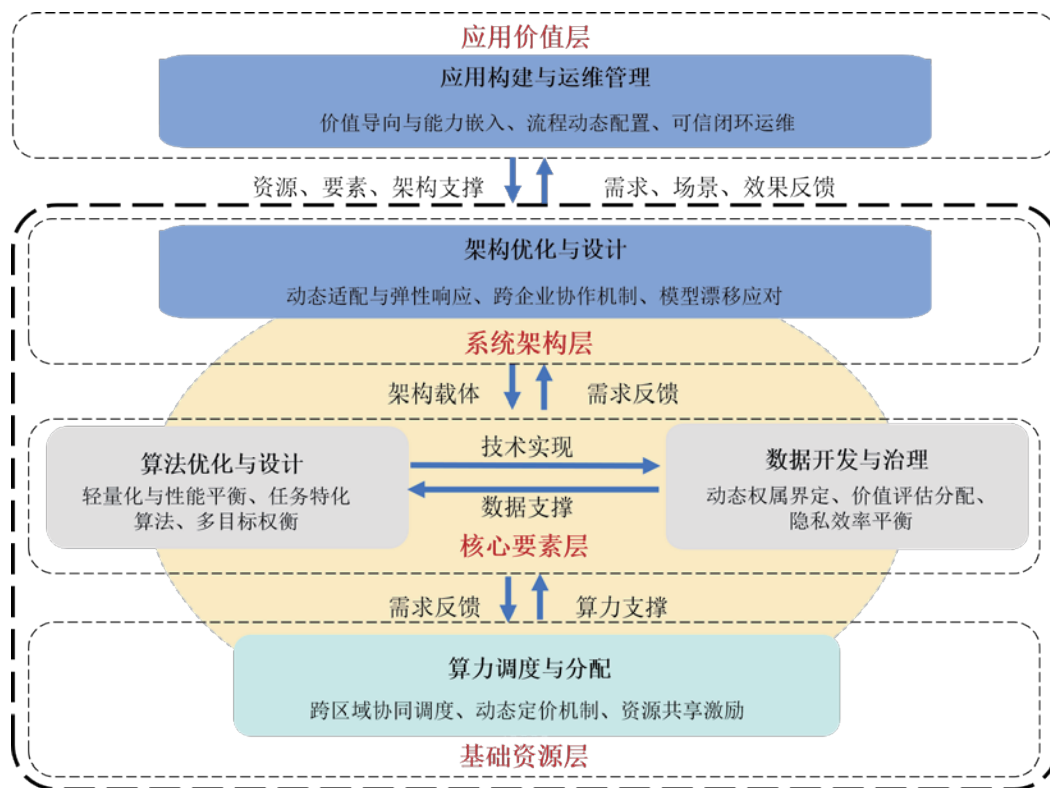 应用价值层
应用构建与运维管理
价值导向与能力嵌入、流程动态配置、可信闭环运维
资源、要素、架构支撑
需求、场景、效果反馈
架构优化与设计
动态适配与弹性响应、跨企业协作机制、模型漂移应对
系统架构层
架构载体
需求反馈
算法优化与设计
轻量化与性能平衡、任务特化
算法、多目标权衡
技术实现
数据支撑
数据开发与治理
动态权属界定、价值评估分配、
隐私效率平衡
核心要素层
需求反馈
算力支撑
算力调度与分配
跨区域协同调度、动态定价机制、资源共享激励
基础资源层